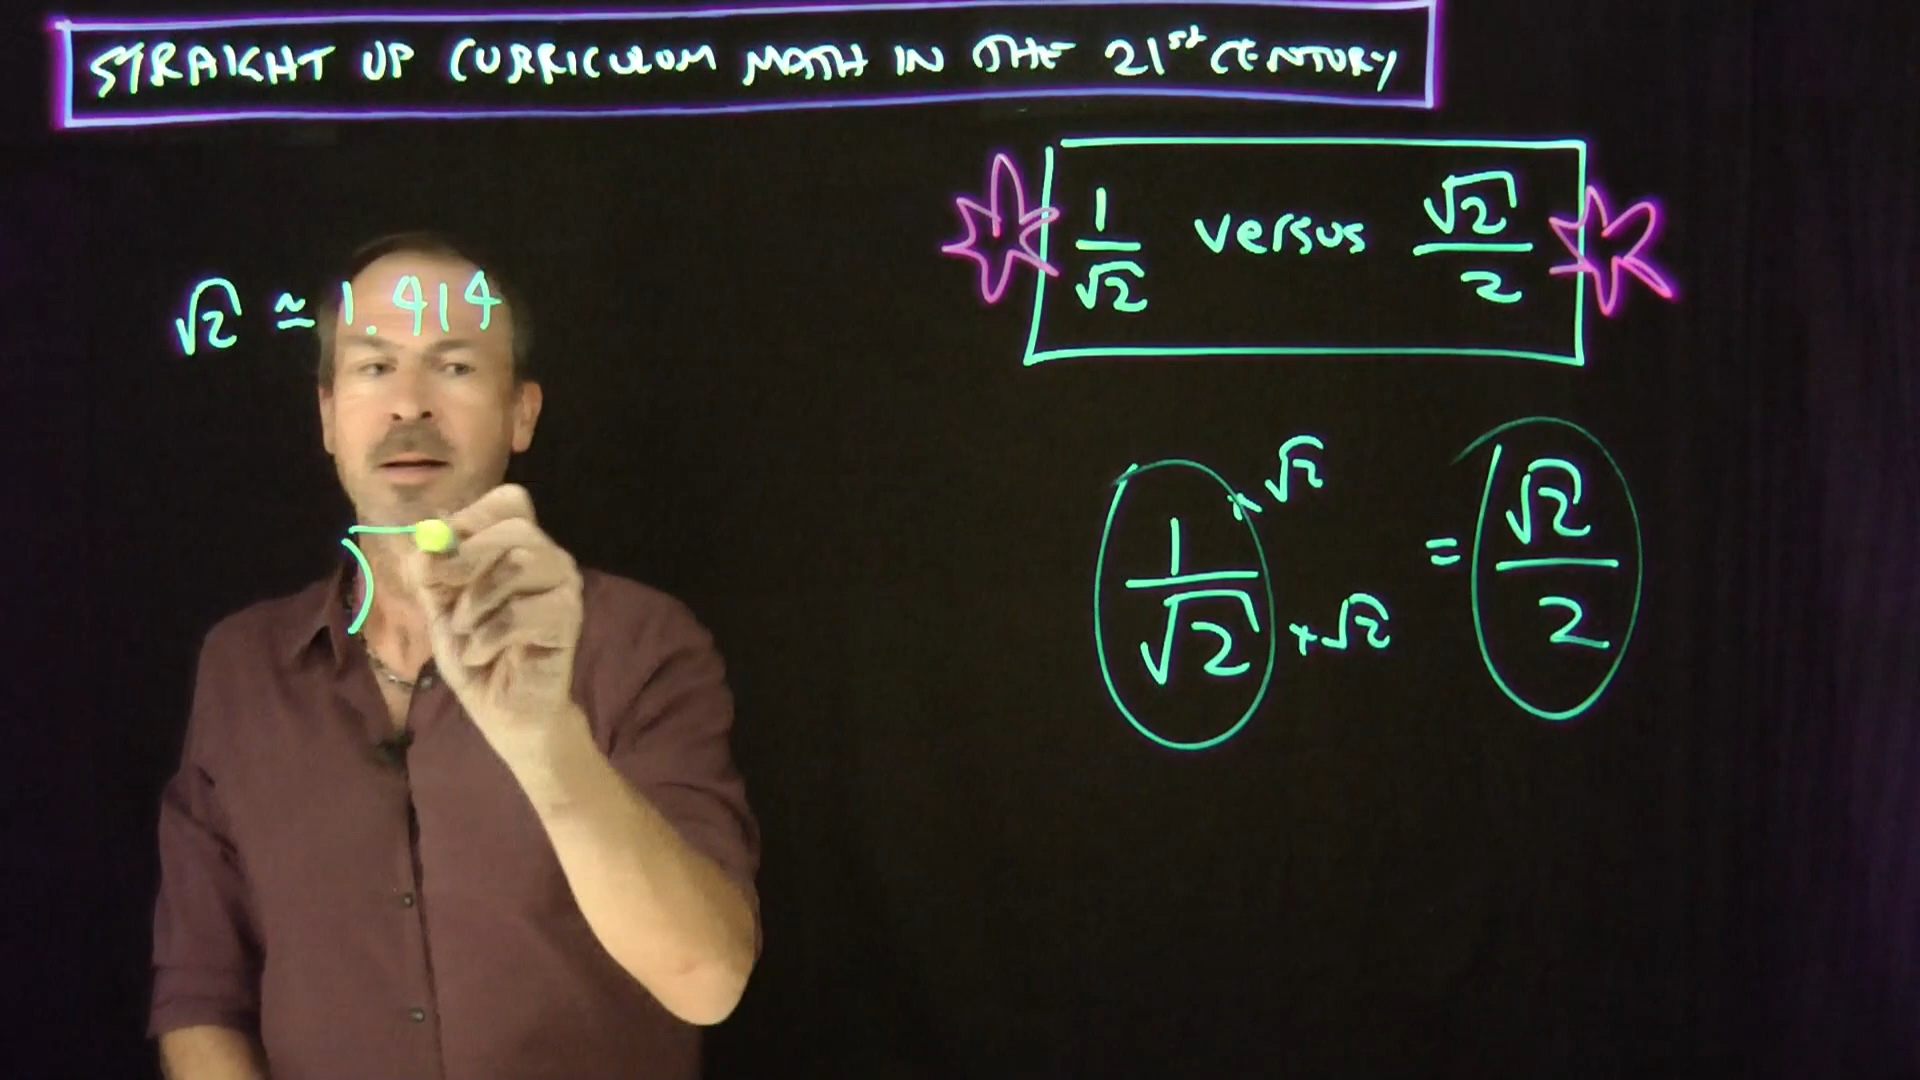 STRAIGHT UP CURRICULUM MATH IN THE 21st CENTURY
1/√2 versus √2/2
√2 ≃ 1.414
1/√2 × √2 × √2 = √2/2